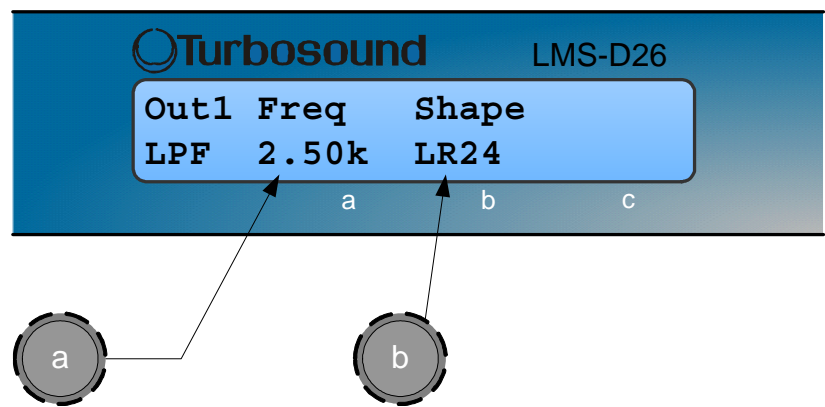 Turbosound LMS-D26
Out1 Freq Shape
LPF 2.50k LR24
a b c
a b